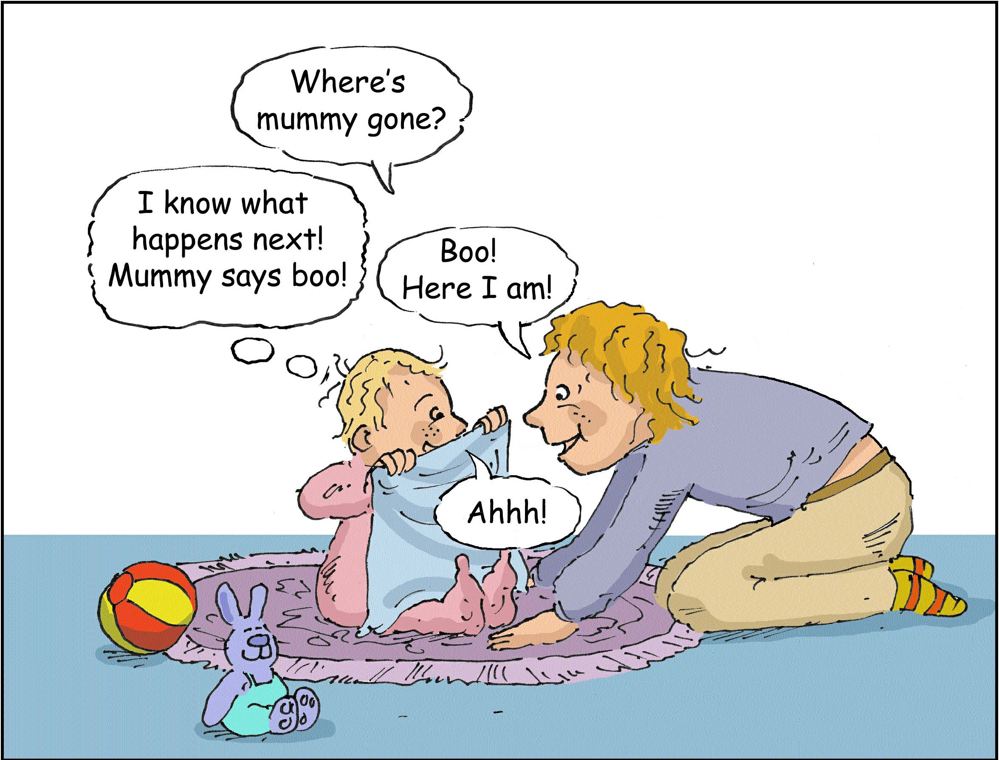 Where's
mummy gone?
I know what
happens next!
Mummy says boo!
Boo!
Here I am!
Ahhh!